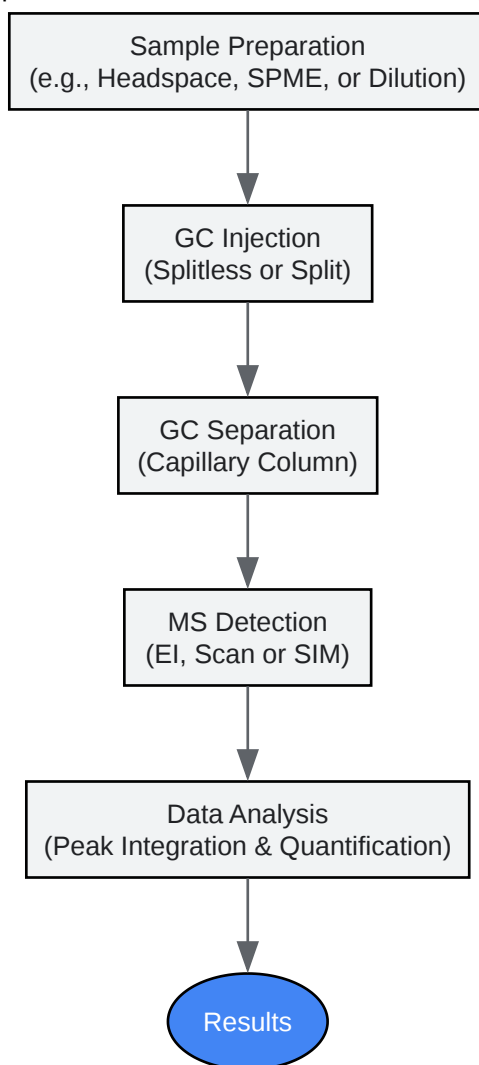 Sample Preparation
(e.g., Headspace, SPME, or Dilution)
GC Injection
(Splitless or Split)
GC Separation
(Capillary Column)
MS Detection
(EI, Scan or SIM)
Data Analysis
(Peak Integration & Quantification)
Results